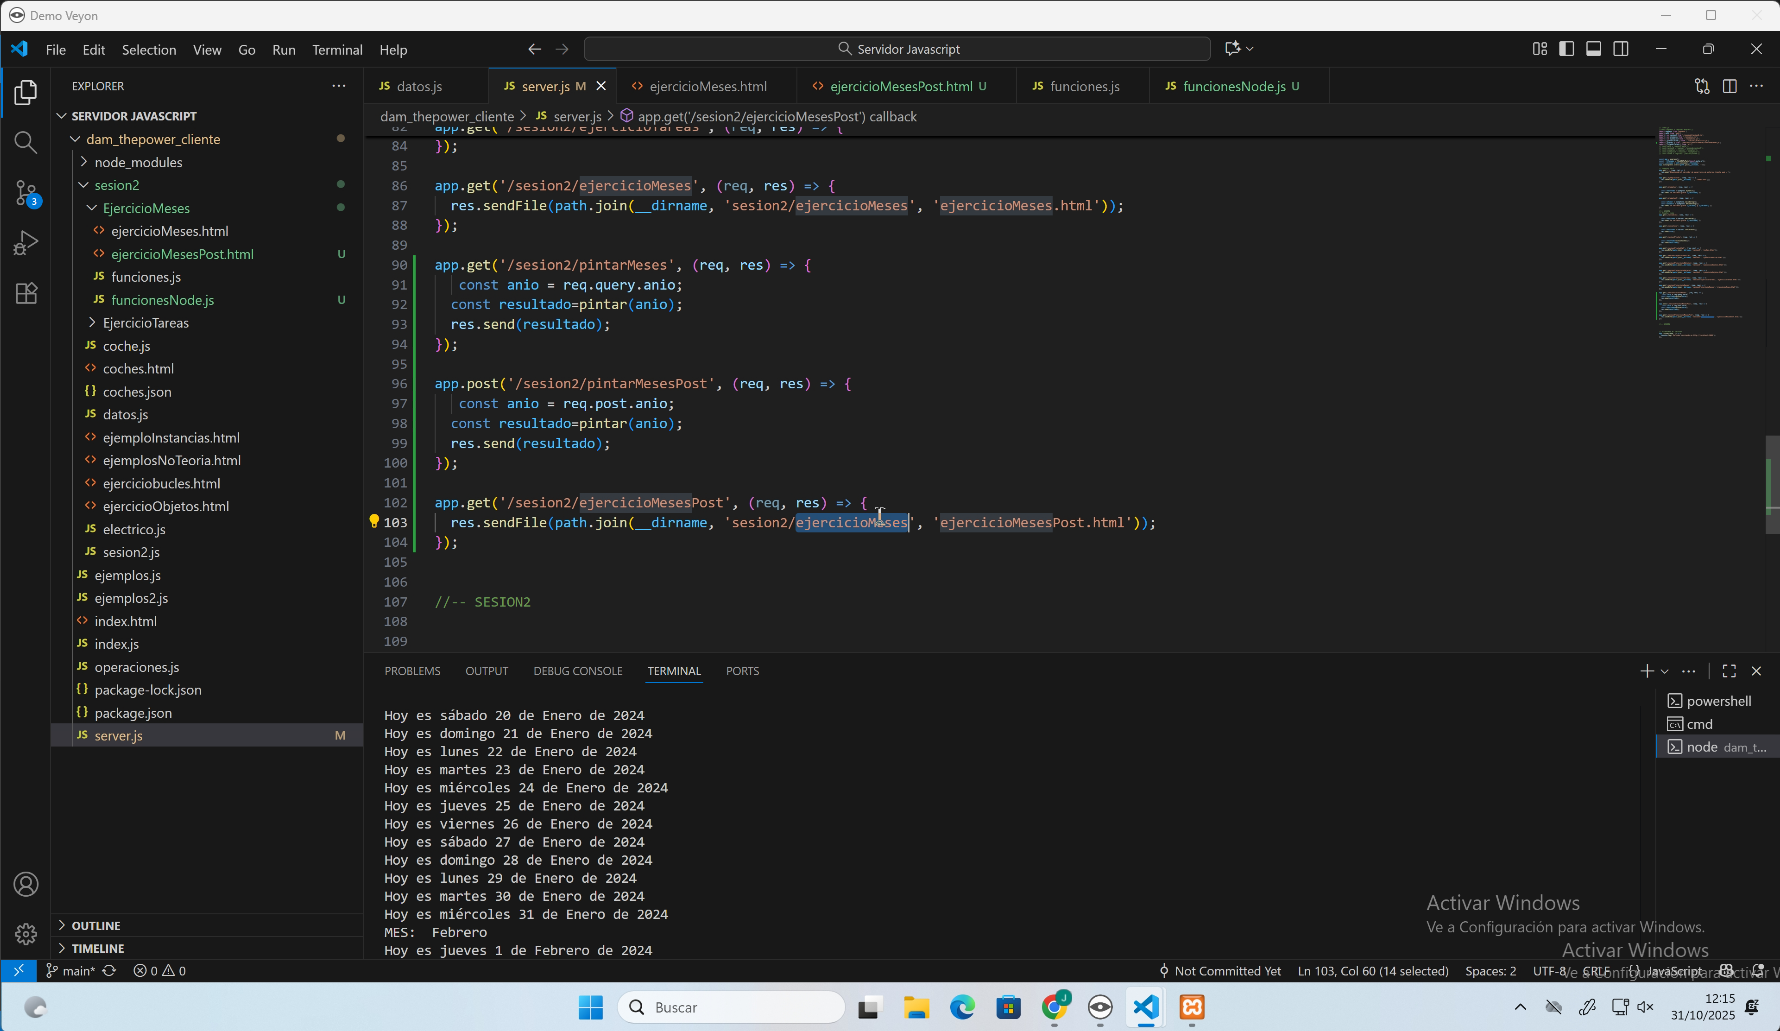 Demo Veyon
File Edit Selection View Go Run Terminal Help
Servidor Javascript
EXPLORER
SERVIDOR JAVASCRIPT
dam_thepower_cliente
node_modules
sesion2
EjercicioMeses
ejercicioMeses.html
ejercicioMesesPost.html U
funciones.js
funcionesNode.js U
EjercicioTareas
coche.js
coches.html
coches.json
datos.js
ejemploInstancias.html
ejemplosNoTeoria.html
ejerciciobucles.html
ejercicioObjetos.html
electrico.js
sesion2.js
ejemplos.js
ejemplos2.js
index.html
index.js
operaciones.js
package-lock.json
package.json
server.js M
OUTLINE
TIMELINE
datos.js
server.js M
ejercicioMeses.html
ejercicioMesesPost.html U
funciones.js
funcionesNode.js U
dam_thepower_cliente > JS server.js > app.get('/sesion2/ejercicioMesesPost') callback
82 app.get('/sesion2/ejercicioTareas', (req, res) => {
84 });
85
86 app.get('/sesion2/ejercicioMeses', (req, res) => {
87 res.sendFile(path.join(__dirname, 'sesion2/ejercicioMeses', 'ejercicioMeses.html'));
88 });
89
90 app.get('/sesion2/pintarMeses', (req, res) => {
91 const anio = req.query.anio;
92 const resultado=pintar(anio);
93 res.send(resultado);
94 });
95
96 app.post('/sesion2/pintarMesesPost', (req, res) => {
97 const anio = req.post.anio;
98 const resultado=pintar(anio);
99 res.send(resultado);
100 });
101
102 app.get('/sesion2/ejercicioMesesPost', (req, res) => {
103 res.sendFile(path.join(__dirname, 'sesion2/ejercicioMeses', 'ejercicioMesesPost.html'));
104 });
105
106
107 //-- SESION2
108
109
PROBLEMS OUTPUT DEBUG CONSOLE TERMINAL PORTS
Hoy es sábado 20 de Enero de 2024
Hoy es domingo 21 de Enero de 2024
Hoy es lunes 22 de Enero de 2024
Hoy es martes 23 de Enero de 2024
Hoy es miércoles 24 de Enero de 2024
Hoy es jueves 25 de Enero de 2024
Hoy es viernes 26 de Enero de 2024
Hoy es sábado 27 de Enero de 2024
Hoy es domingo 28 de Enero de 2024
Hoy es lunes 29 de Enero de 2024
Hoy es martes 30 de Enero de 2024
Hoy es miércoles 31 de Enero de 2024
MES: Febrero
Hoy es jueves 1 de Febrero de 2024
powershell
cmd
node dam_t...
Activar Windows
Ve a Configuración para activar Windows.
Activar Windows
main* 0 0
Not Committed Yet Ln 103, Col 60 (14 selected) Spaces: 2 UTF-8 CRLF JavaScript
Buscar
12:15
31/10/2025